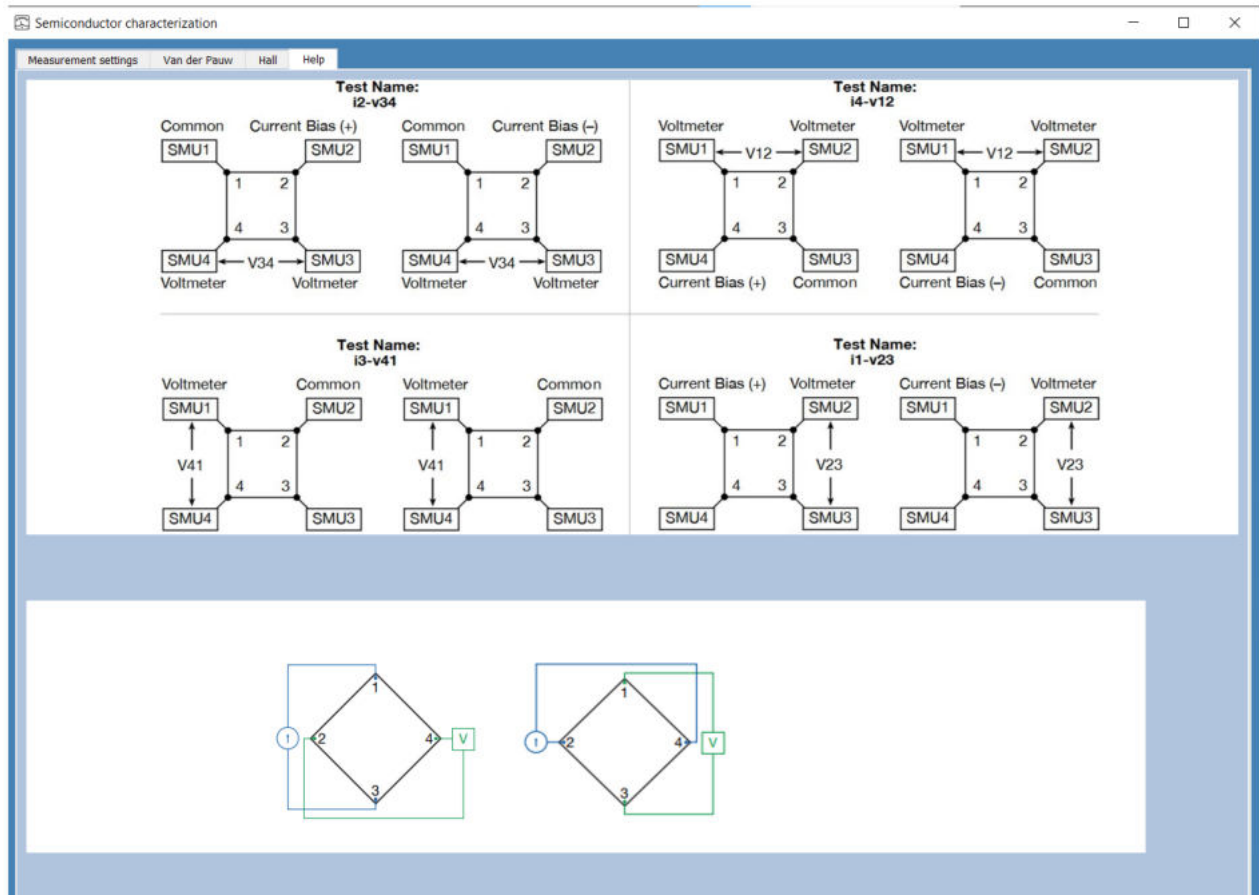 Semiconductor characterization
Measurement settings Van der Pauw Hall Help
Test Name:
i2-v34
Common Current Bias (+) Common Current Bias (–)
SMU1 SMU2 SMU1 SMU2
1 2 1 2
4 3 4 3
SMU4 V34 SMU3 SMU4 V34 SMU3
Voltmeter Voltmeter Voltmeter Voltmeter
Test Name:
i4-v12
Voltmeter Voltmeter Voltmeter Voltmeter
SMU1 V12 SMU2 SMU1 V12 SMU2
1 2 1 2
4 3 4 3
SMU4 SMU3 SMU4 SMU3
Current Bias (+) Common Current Bias (–) Common
Test Name:
i3-v41
Voltmeter Common Voltmeter Common
SMU1 SMU2 SMU1 SMU2
1 2 1 2
V41 V41
4 3 4 3
SMU4 SMU3 SMU4 SMU3
Test Name:
i1-v23
Current Bias (+) Voltmeter Current Bias (–) Voltmeter
SMU1 SMU2 SMU1 SMU2
1 2 1 2
V23 V23
4 3 4 3
SMU4 SMU3 SMU4 SMU3
1
2 4 V
3
1
2 4 V
3